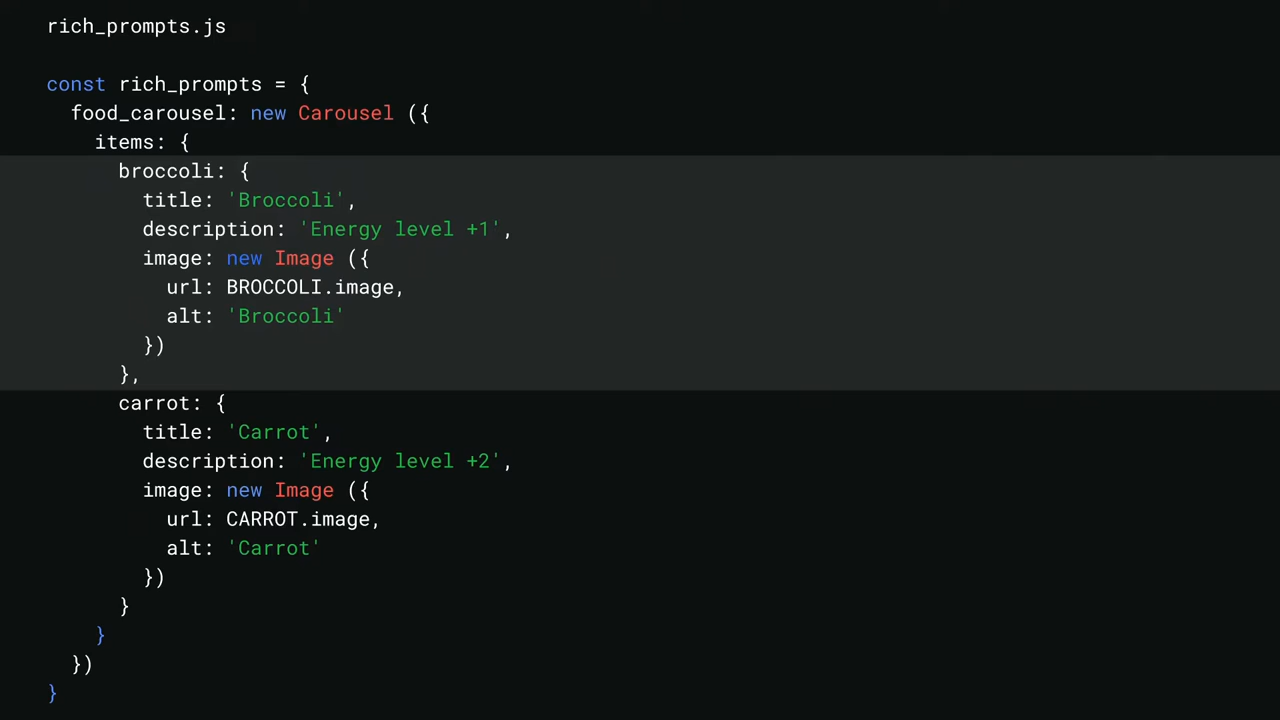 rich_prompts.js
const rich_prompts = {
  food_carousel: new Carousel ({
    items: {
      broccoli: {
        title: 'Broccoli',
        description: 'Energy level +1',
        image: new Image ({
          url: BROCCOLI.image,
          alt: 'Broccoli'
        })
      },
      carrot: {
        title: 'Carrot',
        description: 'Energy level +2',
        image: new Image ({
          url: CARROT.image,
          alt: 'Carrot'
        })
      }
    }
  })
}